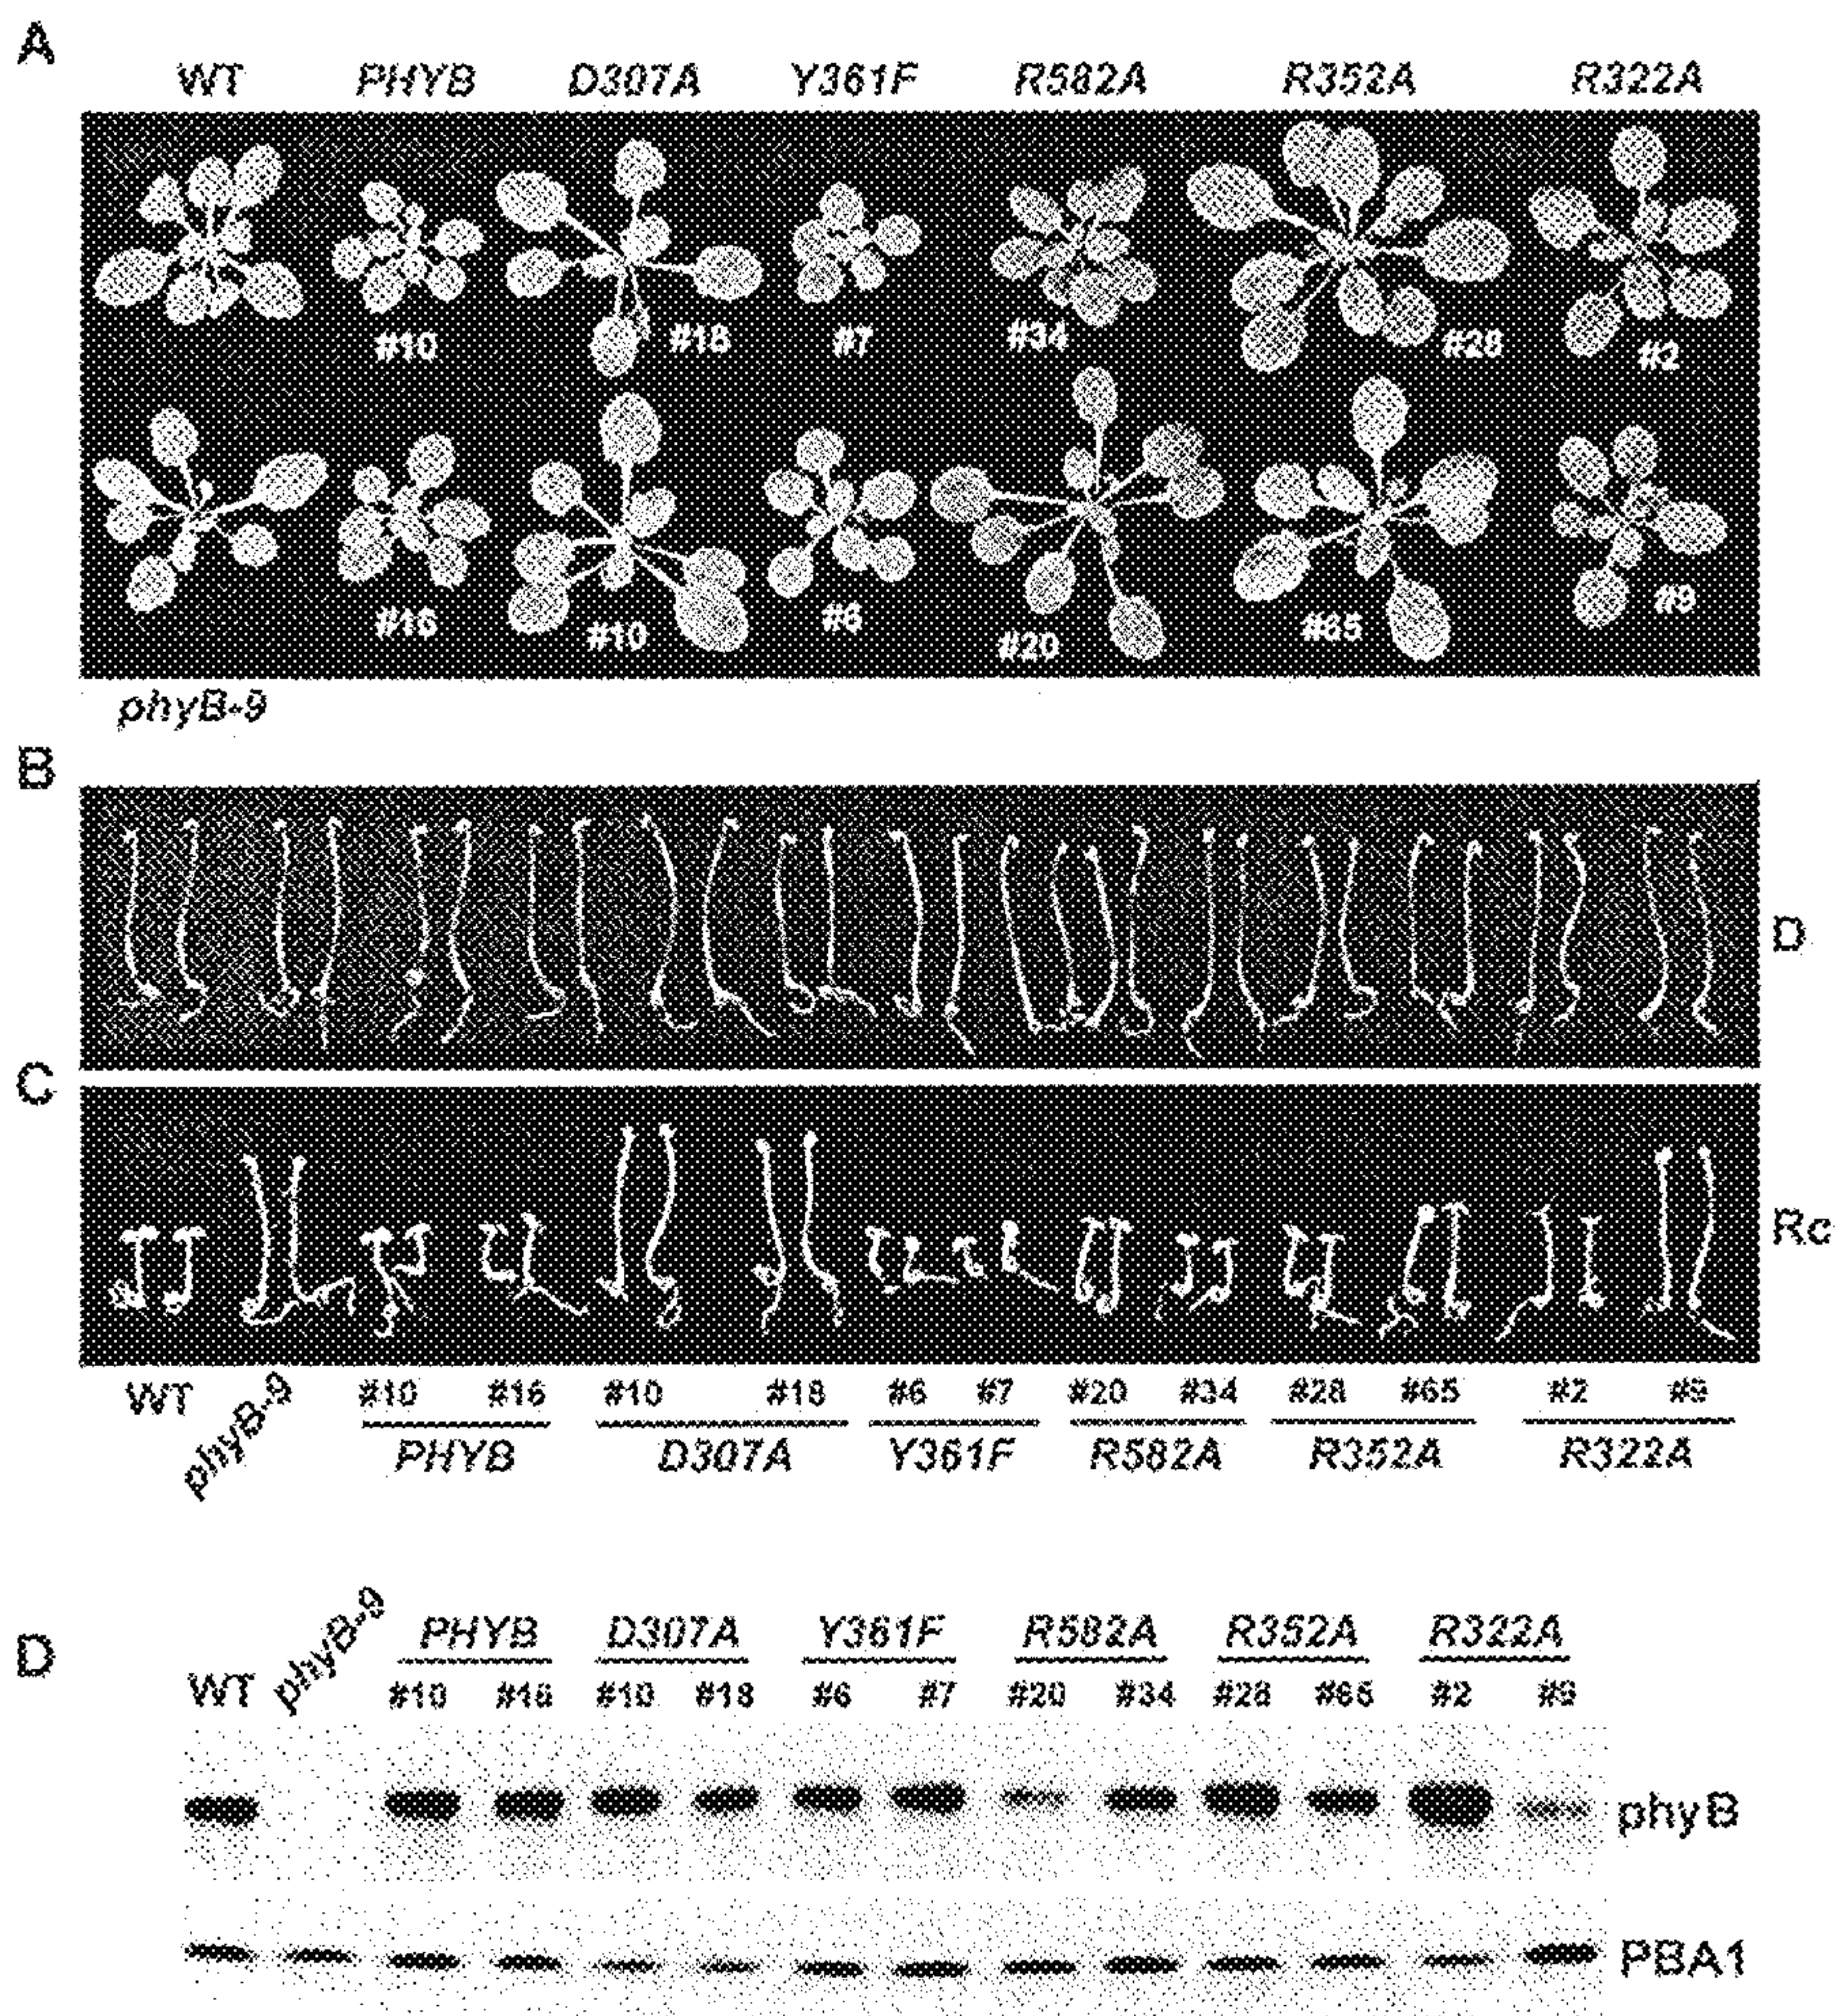 A
WT PHYB D307A Y361F R582A R352A R322A
#10 #18 #7 #34 #28 #2
#16 #10 #6 #20 #65 #9
phyB-9
B
D
C
Rc
WT phyB-9 #10 #16 #10 #18 #6 #7 #20 #34 #28 #65 #2 #9
PHYB D307A Y361F R582A R352A R322A
D
PHYB D307A Y361F R582A R352A R322A
WT phyB-9 #10 #16 #10 #18 #6 #7 #20 #34 #28 #65 #2 #9
phyB
PBA1